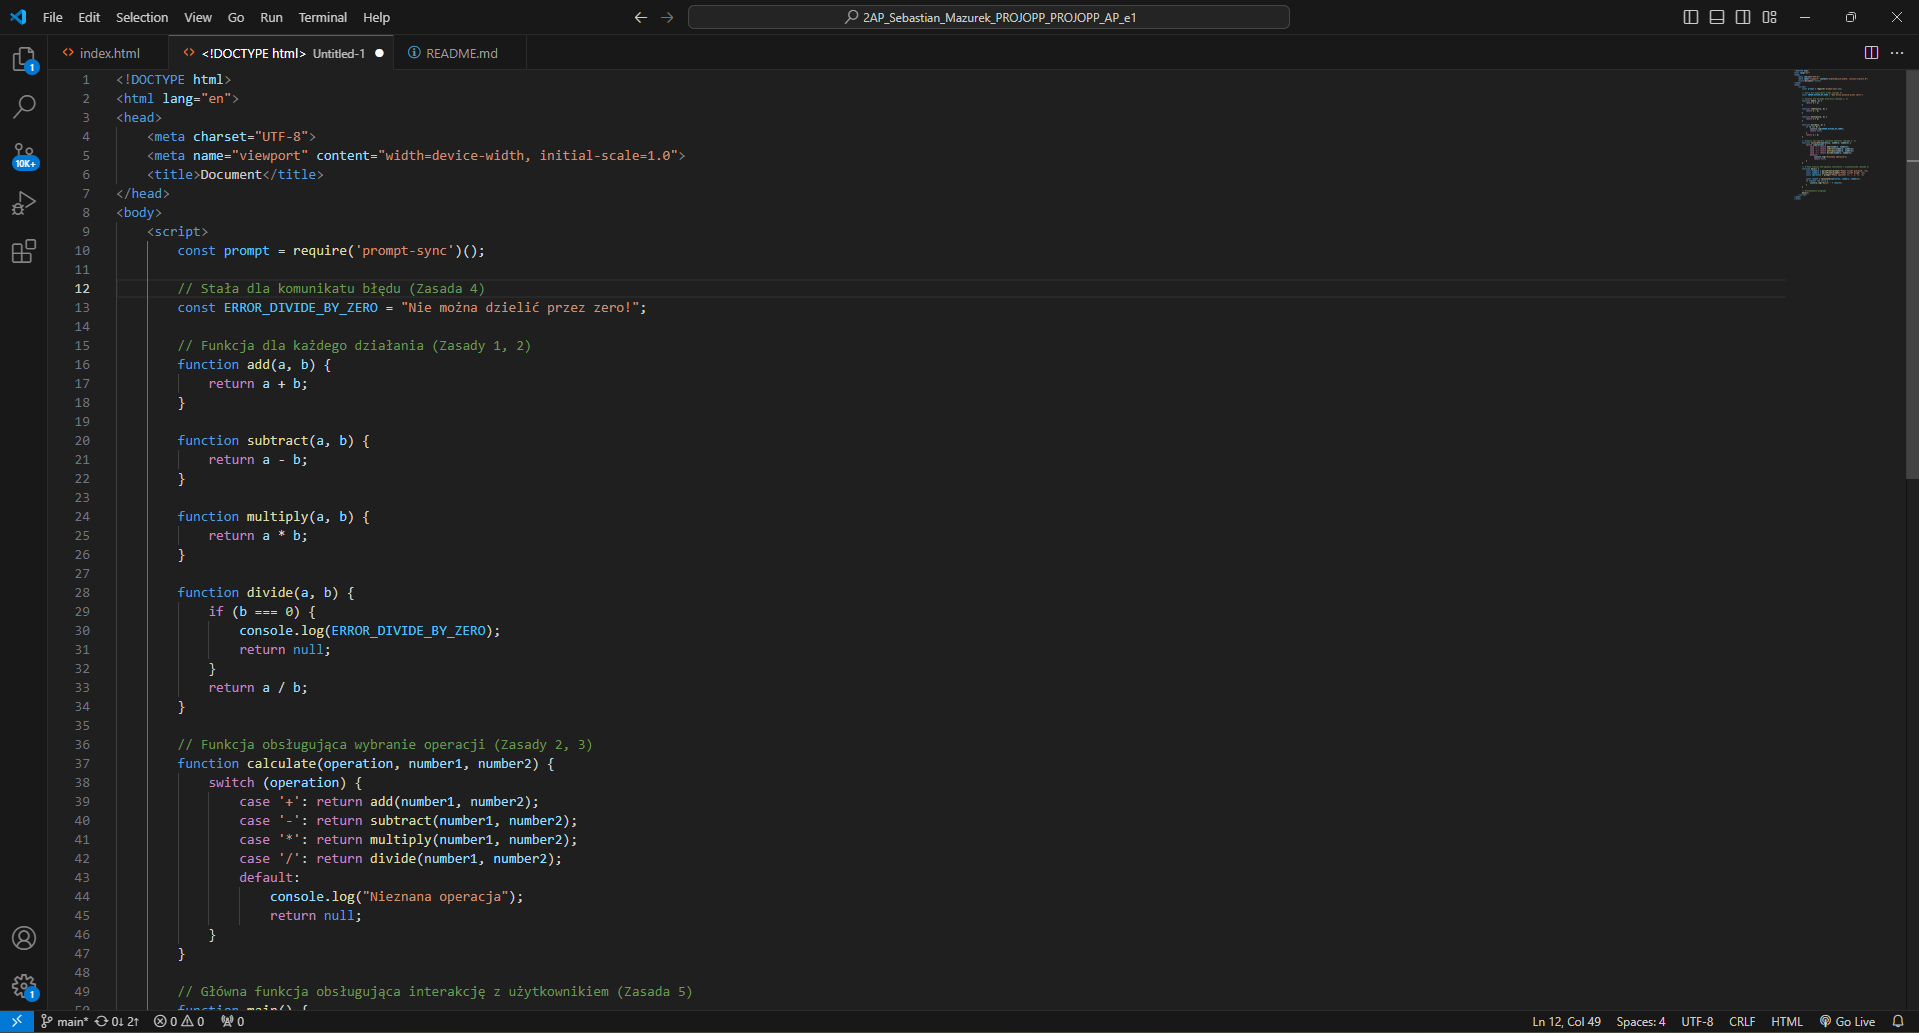 File Edit Selection View Go Run Terminal Help
2AP_Sebastian_Mazurek_PROJOPP_PROJOPP_AP_e1
index.html
<!DOCTYPE html> Untitled-1
README.md
1 <!DOCTYPE html>
2 <html lang="en">
3 <head>
4     <meta charset="UTF-8">
5     <meta name="viewport" content="width=device-width, initial-scale=1.0">
6     <title>Document</title>
7 </head>
8 <body>
9     <script>
10         const prompt = require('prompt-sync')();
11
12         // Stała dla komunikatu błędu (Zasada 4)
13         const ERROR_DIVIDE_BY_ZERO = "Nie można dzielić przez zero!";
14
15         // Funkcja dla każdego działania (Zasady 1, 2)
16         function add(a, b) {
17             return a + b;
18         }
19
20         function subtract(a, b) {
21             return a - b;
22         }
23
24         function multiply(a, b) {
25             return a * b;
26         }
27
28         function divide(a, b) {
29             if (b === 0) {
30                 console.log(ERROR_DIVIDE_BY_ZERO);
31                 return null;
32             }
33             return a / b;
34         }
35
36         // Funkcja obsługująca wybranie operacji (Zasady 2, 3)
37         function calculate(operation, number1, number2) {
38             switch (operation) {
39                 case '+': return add(number1, number2);
40                 case '-': return subtract(number1, number2);
41                 case '*': return multiply(number1, number2);
42                 case '/': return divide(number1, number2);
43                 default:
44                     console.log("Nieznana operacja");
45                     return null;
46             }
47         }
48
49         // Główna funkcja obsługująca interakcję z użytkownikiem (Zasada 5)
50         function main() {
1
10K+
1
main* 0↓ 2↑ 0 0 0
Ln 12, Col 49 Spaces: 4 UTF-8 CRLF HTML Go Live